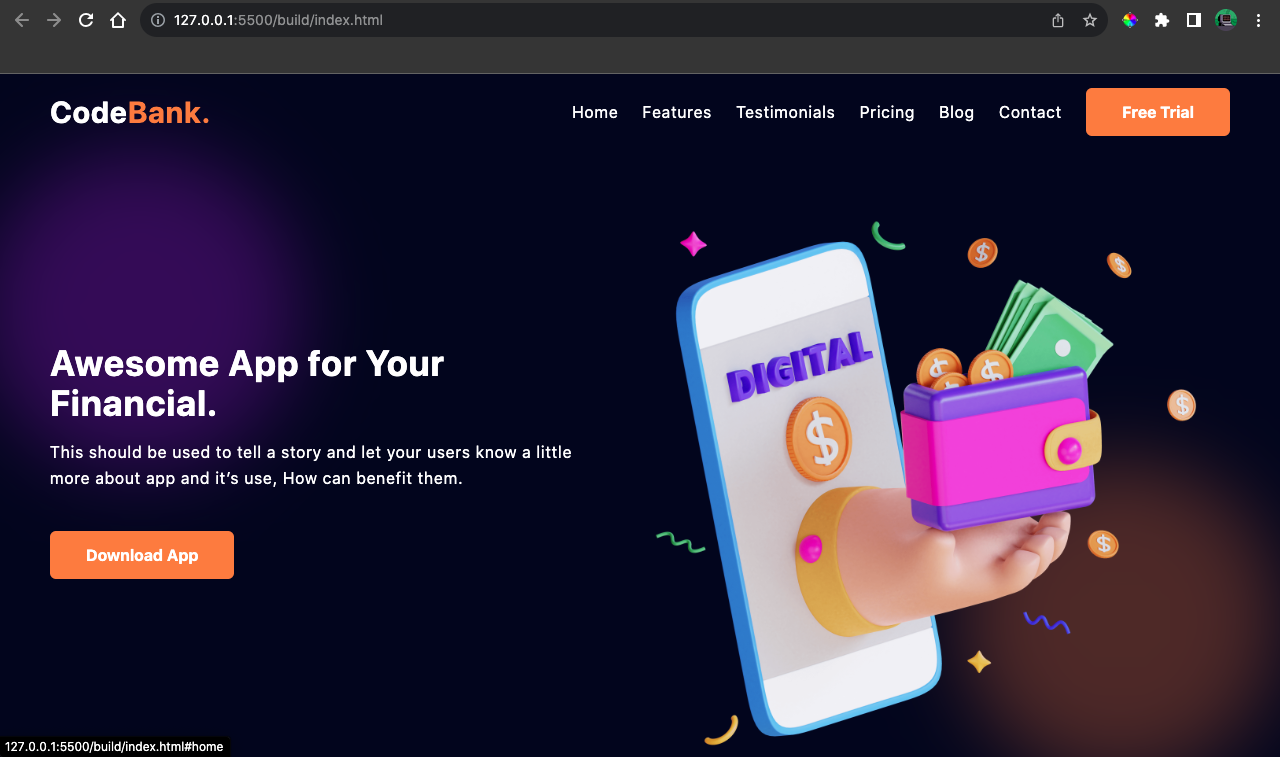 127.0.0.1:5500/build/index.html
CodeBank.
Home Features Testimonials Pricing Blog Contact Free Trial
DIGITAL
$
Awesome App for Your
Financial.
This should be used to tell a story and let your users know a little
more about app and it’s use, How can benefit them.
Download App
127.0.0.1:5500/build/index.html#home